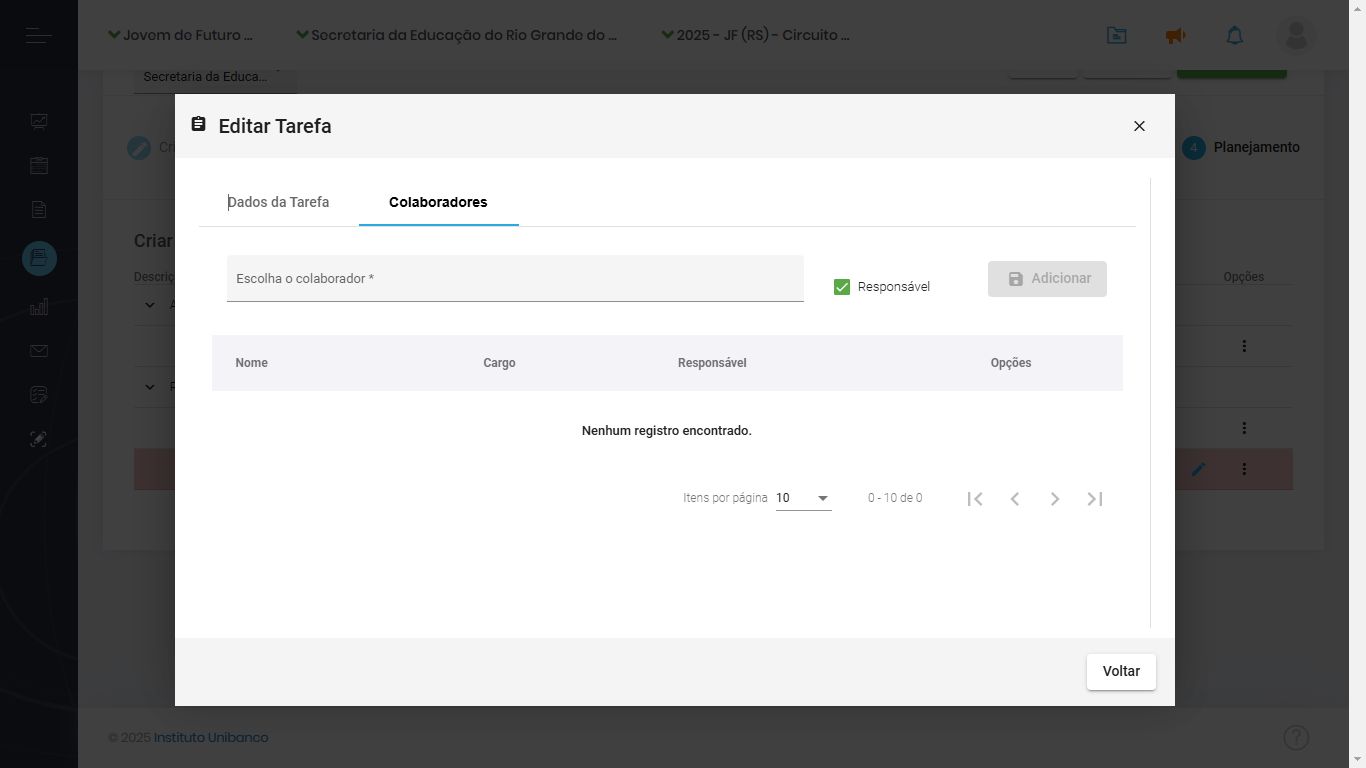 Jovem de Futuro ...
Secretaria da Educação do Rio Grande do ...
2025 - JF (RS) - Circuito ...
Secretaria da Educa...
Editar Tarefa
Cri
4 Planejamento
Dados da Tarefa
Colaboradores
Criar
Descriç
Opções
Escolha o colaborador *
Responsável
Adicionar
Nome
Cargo
Responsável
Opções
Nenhum registro encontrado.
Itens por página 10
0 - 10 de 0
Voltar
© 2025 Instituto Unibanco